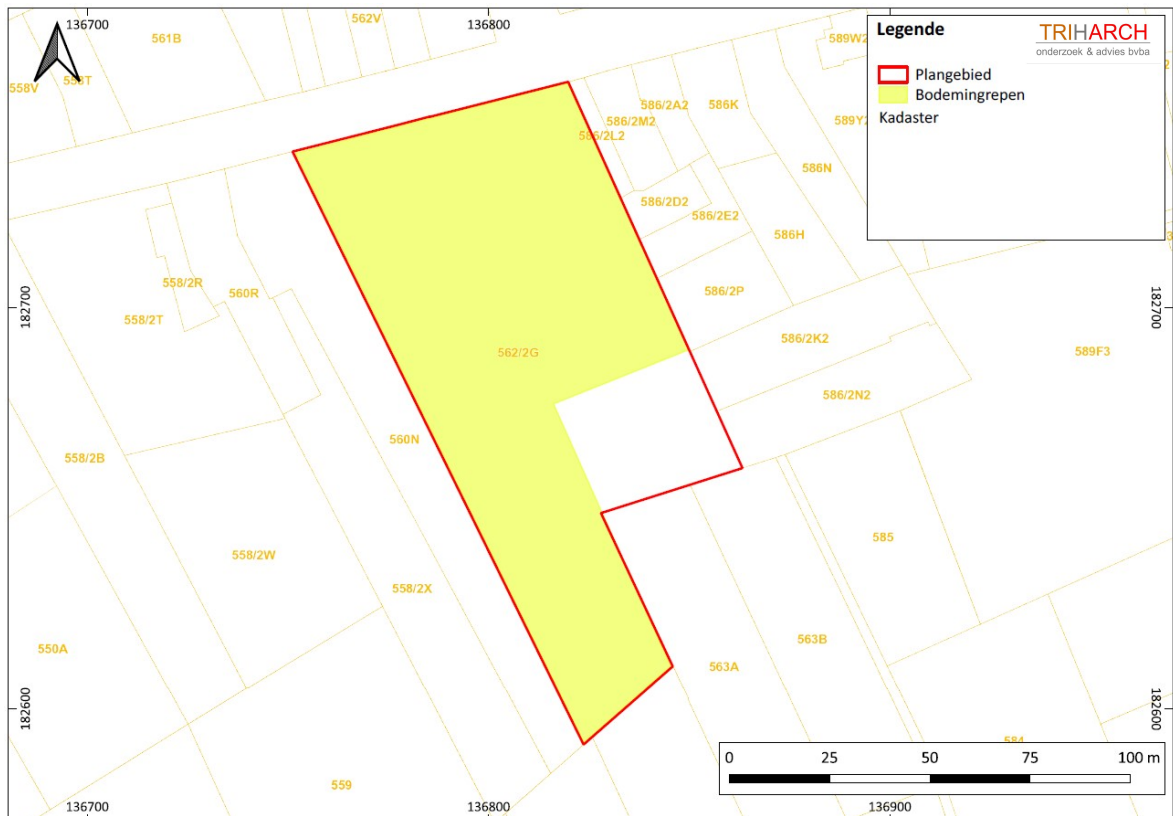 136700
136800
562V
561B
558T
558V
Legende
TRIHARCH
onderzoek & advies bvba
Plangebied
Bodemingrepen
Kadaster
586/2A2
586K
586/2M2
586/2L2
586N
586/2D2
586/2E2
586H
558/2R
560R
586/2P
558/2T
182700
182700
562/2G
586/2K2
589F3
586/2N2
560N
558/2B
585
558/2W
558/2X
563B
550A
563A
182600
182600
584
0 25 50 75 100 m
559
136700
136800
136900